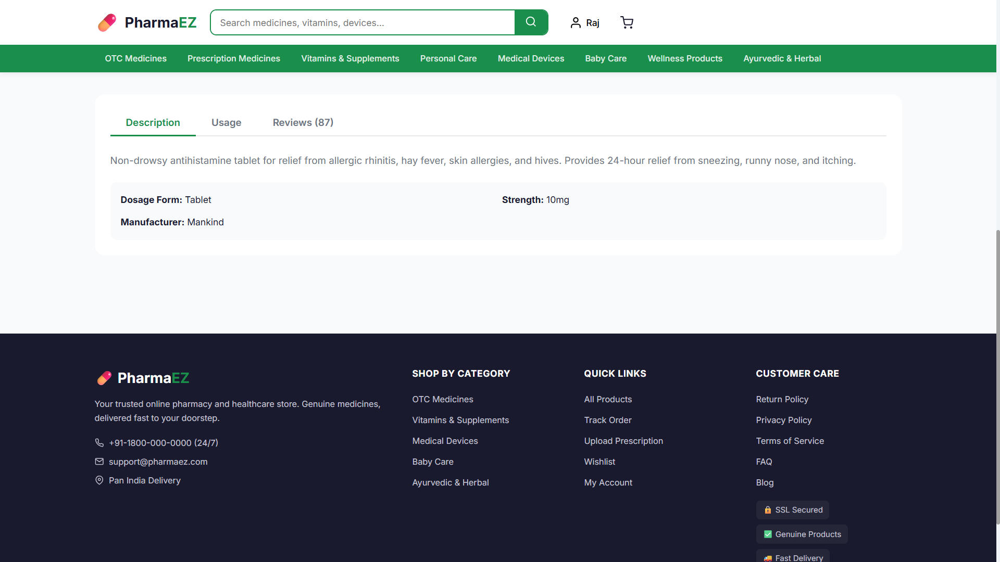 PharmaEZ
Search medicines, vitamins, devices...
Raj
OTC Medicines
Prescription Medicines
Vitamins & Supplements
Personal Care
Medical Devices
Baby Care
Wellness Products
Ayurvedic & Herbal
Description
Usage
Reviews (87)
Non-drowsy antihistamine tablet for relief from allergic rhinitis, hay fever, skin allergies, and hives. Provides 24-hour relief from sneezing, runny nose, and itching.
Dosage Form: Tablet
Strength: 10mg
Manufacturer: Mankind
PharmaEZ
Your trusted online pharmacy and healthcare store. Genuine medicines,
delivered fast to your doorstep.
+91-1800-000-0000 (24/7)
support@pharmaez.com
Pan India Delivery
SHOP BY CATEGORY
OTC Medicines
Vitamins & Supplements
Medical Devices
Baby Care
Ayurvedic & Herbal
QUICK LINKS
All Products
Track Order
Upload Prescription
Wishlist
My Account
CUSTOMER CARE
Return Policy
Privacy Policy
Terms of Service
FAQ
Blog
SSL Secured
Genuine Products
Fast Delivery